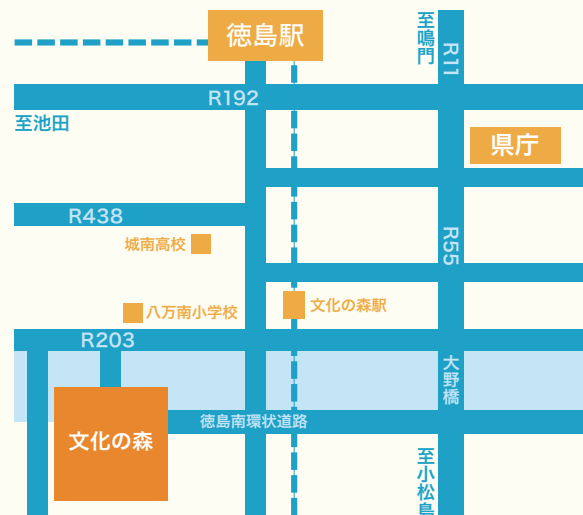 徳島駅
至鳴門
R11
R192
至池田
県庁
R438
城南高校
R55
八万南小学校
文化の森駅
R203
大野橋
文化の森
徳島南環状道路
至小松島